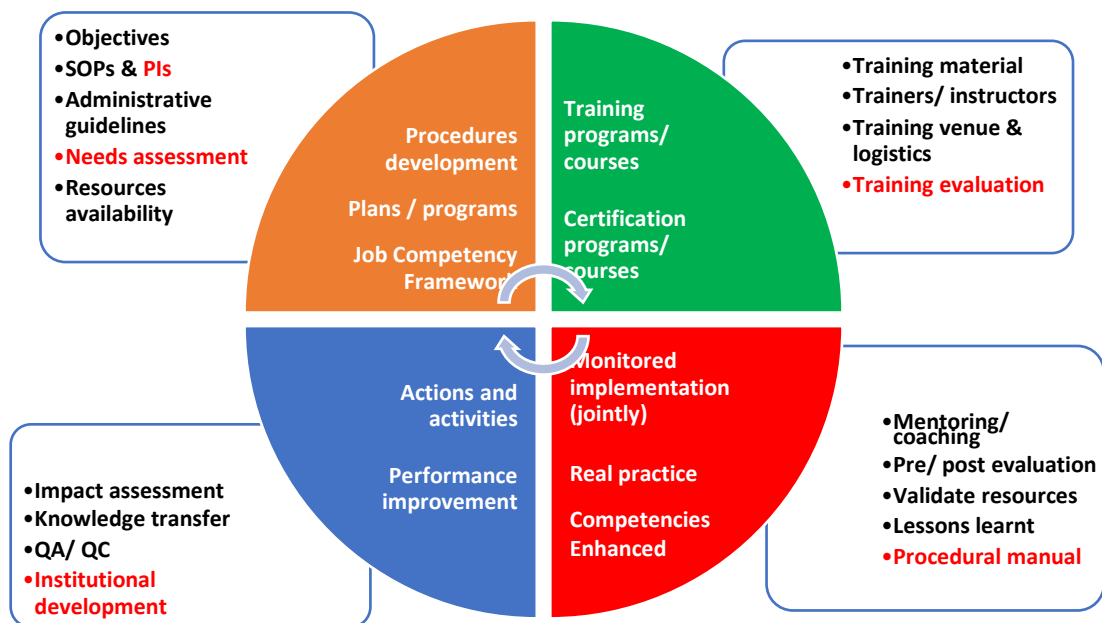 •Objectives
•SOPs & PIs
•Administrative
guidelines
•Needs assessment
•Resources
availability
Procedures
development
Plans / programs
Job Competency
Framework
Training
programs/
courses
Certification
programs/
courses
•Training material
•Trainers/ instructors
•Training venue &
logistics
•Training evaluation
•Impact assessment
•Knowledge transfer
•QA/ QC
•Institutional
development
Actions and
activities
Performance
improvement
Monitored
implementation
(jointly)
Real practice
Competencies
Enhanced
•Mentoring/
coaching
•Pre/ post evaluation
•Validate resources
•Lessons learnt
•Procedural manual